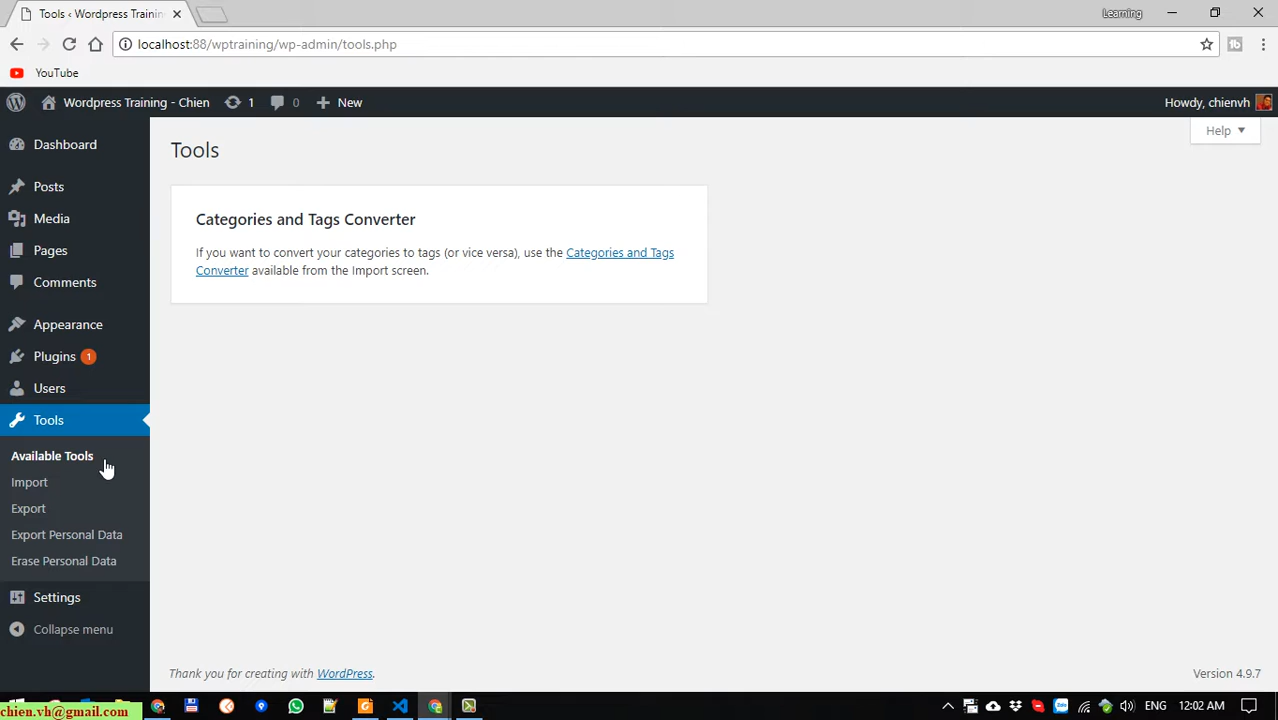 Tools ‹ Wordpress Trainin
Learning
localhost:88/wptraining/wp-admin/tools.php
YouTube
Wordpress Training - Chien
1
0
New
Howdy, chienvh
Help
Dashboard
Posts
Media
Pages
Comments
Appearance
Plugins 1
Users
Tools
Available Tools
Import
Export
Export Personal Data
Erase Personal Data
Settings
Collapse menu
Tools
Categories and Tags Converter
If you want to convert your categories to tags (or vice versa), use the Categories and Tags
Converter available from the Import screen.
Thank you for creating with WordPress.
Version 4.9.7
chien.vh@gmail.com
ENG
12:02 AM